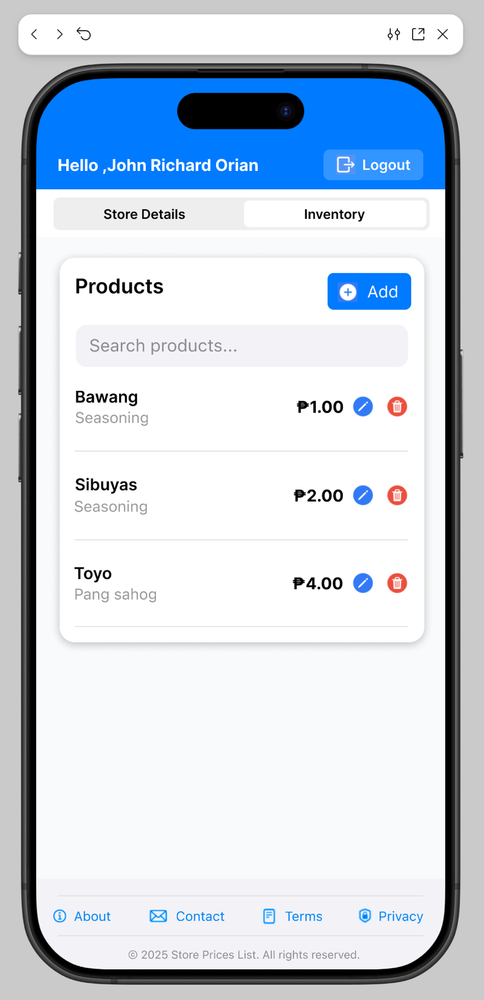 Hello ,John Richard Orian
Logout
Store Details
Inventory
Products
Add
Search products...
Bawang
Seasoning
₱1.00
Sibuyas
Seasoning
₱2.00
Toyo
Pang sahog
₱4.00
About
Contact
Terms
Privacy
© 2025 Store Prices List. All rights reserved.